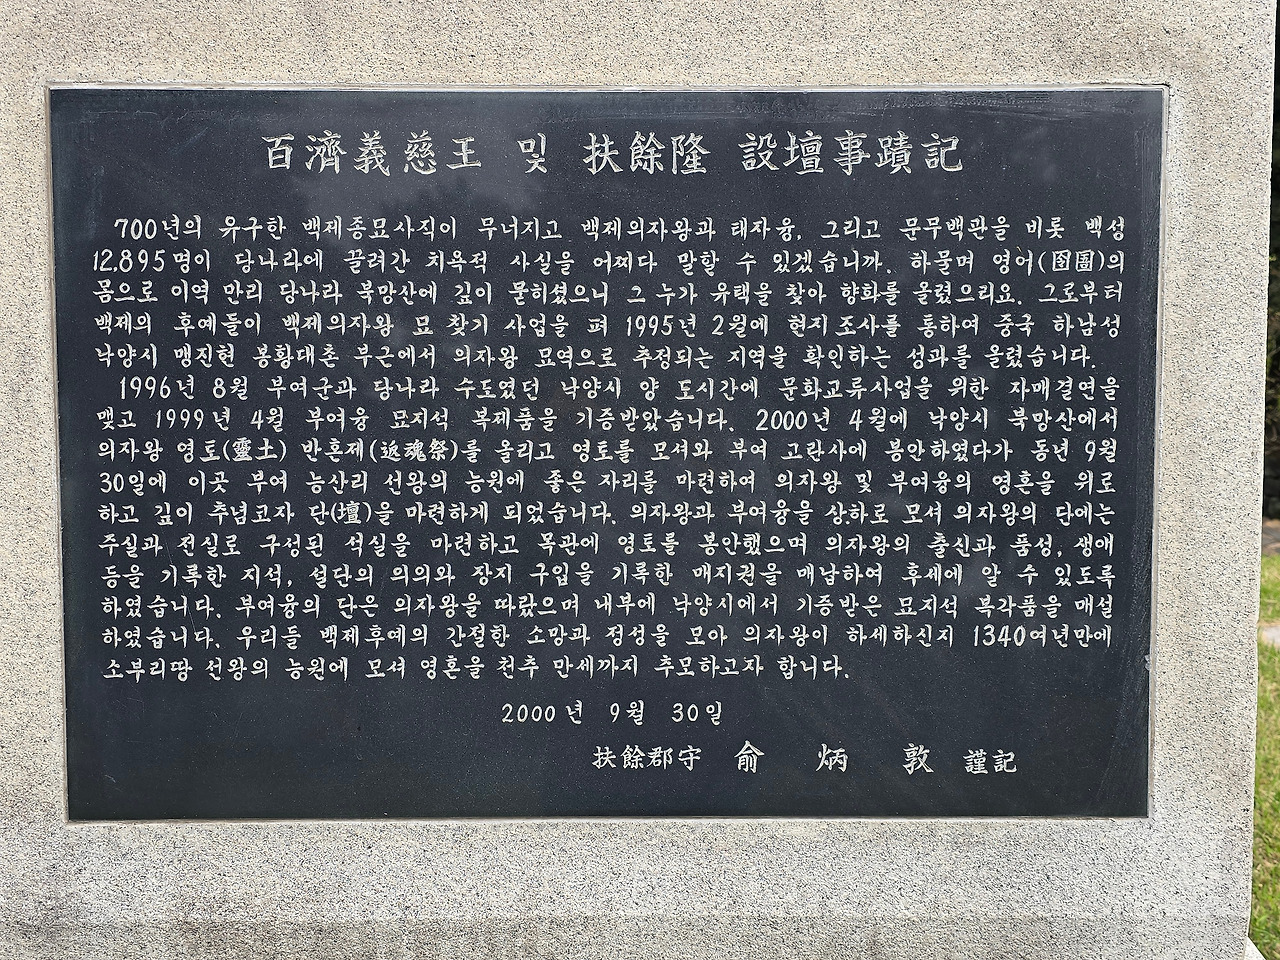 百濟義慈王 및 扶餘隆 設壇事蹟記
700년의 유구한 백제종묘사직이 무너지고 백제의자왕과 태자융, 그리고 문무백관을 비롯 백성
12,895명이 당나라에 끌려간 치욕적 사실을 어찌다 말할 수 있겠습니까. 하물며 영어(囹圄)의
몸으로 이역 만리 당나라 북망산에 깊이 묻히셨으니 그 누가 유택을 찾아 향화를 올렸으리요. 그로부터
백제의 후예들이 백제의자왕 묘 찾기 사업을 펴 1995년 2월에 현지조사를 통하여 중국 하남성
낙양시 맹진현 봉황대촌 부근에서 의자왕 묘역으로 추정되는 지역을 확인하는 성과를 올렸습니다.
1996년 8월 부여군과 당나라 수도였던 낙양시 양 도시간에 문화교류사업을 위한 자매결연을
맺고 1999년 4월 부여융 묘지석 복제품을 기증받았습니다. 2000년 4월에 낙양시 북망산에서
의자왕 영토(靈土) 반혼제(返魂祭)를 올리고 영토를 모셔와 부여 고란사에 봉안하였다가 동년 9월
30일에 이곳 부여 능산리 선왕의 능원에 좋은 자리를 마련하여 의자왕 및 부여융의 영혼을 위로
하고 깊이 추념코자 단(壇)을 마련하게 되었습니다. 의자왕과 부여융을 상.하로 모셔 의자왕의 단에는
주실과 전실로 구성된 석실을 마련하고 목관에 영토를 봉안했으며 의자왕의 출신과 품성, 생애
등을 기록한 지석, 설단의 의의와 장지 구입을 기록한 매지권을 매납하여 후세에 알 수 있도록
하였습니다. 부여융의 단은 의자왕을 따랐으며 내부에 낙양시에서 기증받은 묘지석 복각품을 매설
하였습니다. 우리들 백제후예의 간절한 소망과 정성을 모아 의자왕이 하세하신지 1340여년만에
소부리땅 선왕의 능원에 모셔 영혼을 천추 만세까지 추모하고자 합니다.
2000년 9월 30일
扶餘郡守 兪 炳 敦 謹記